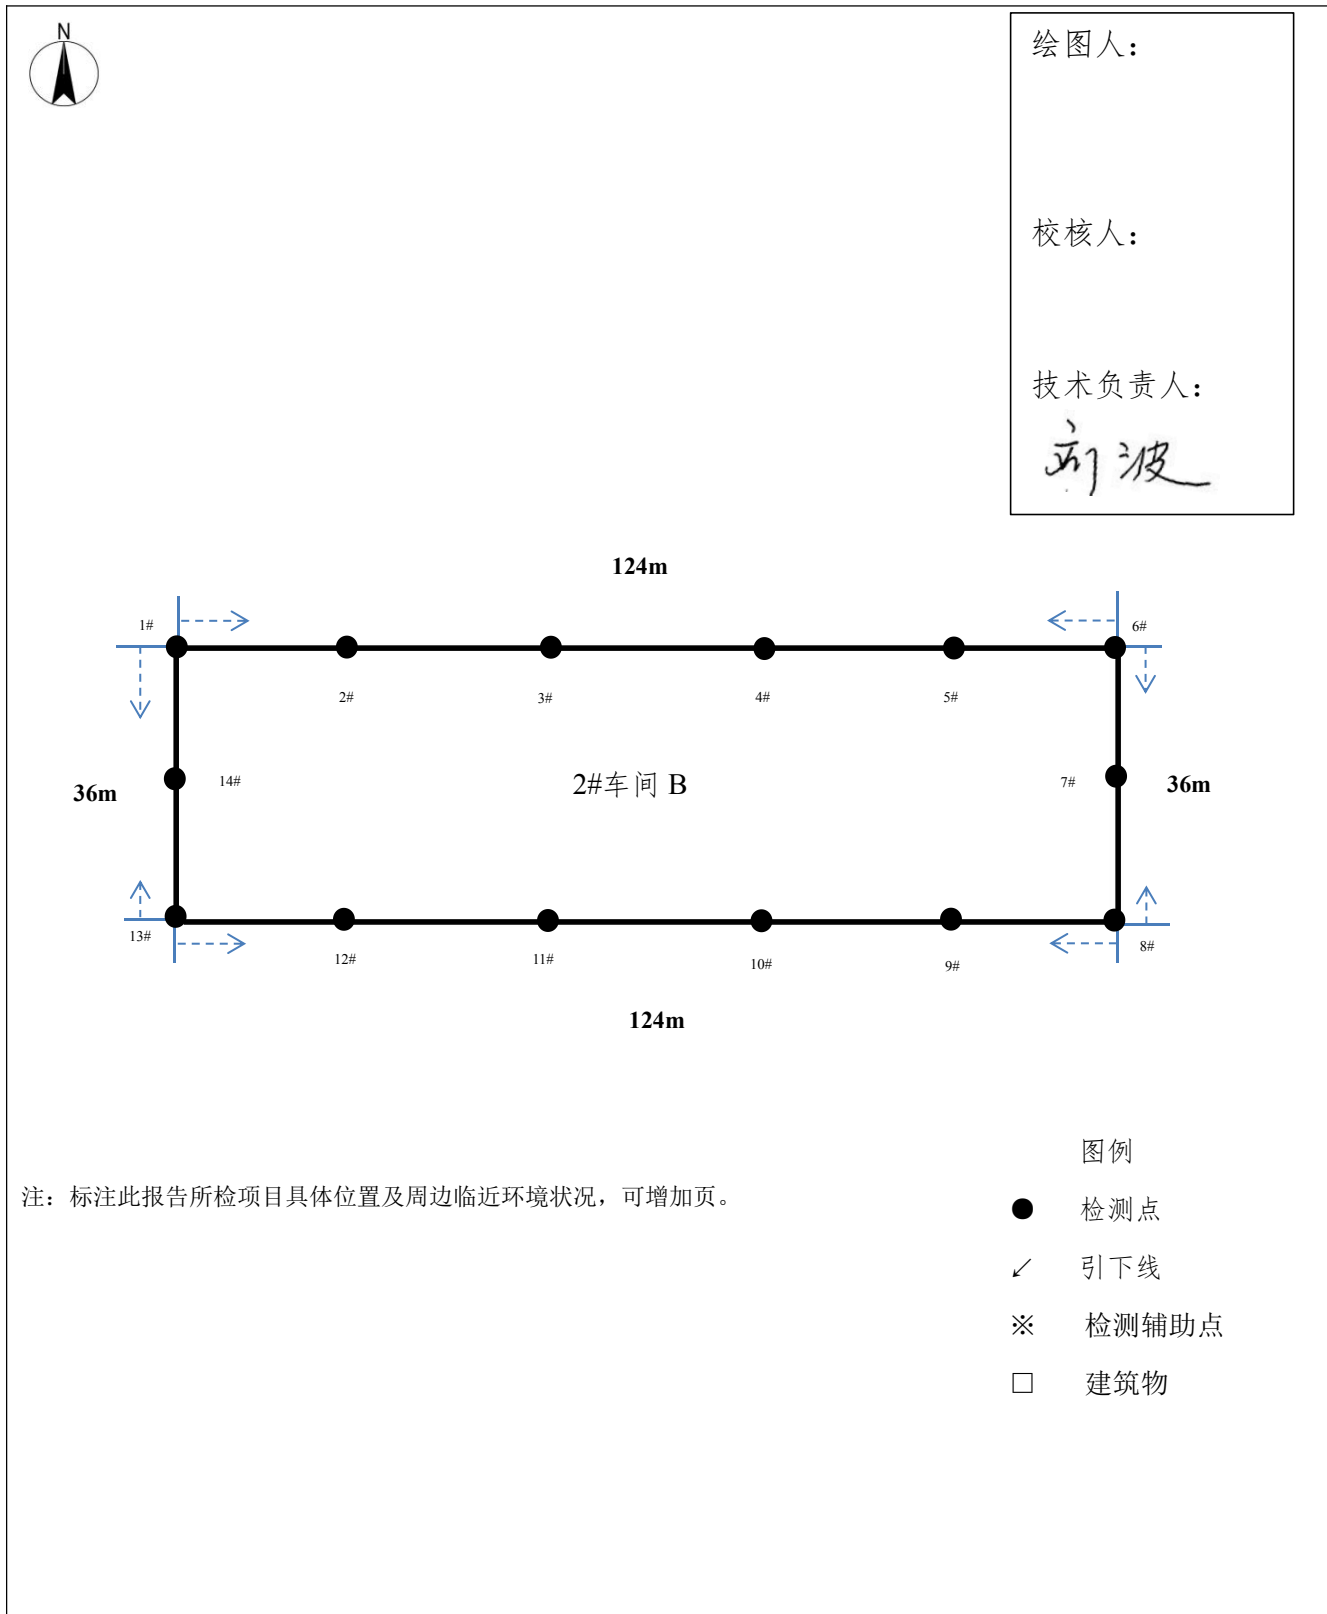 N
绘图人：
校核人：
技术负责人：
124m
1#
6#
2#
3#
4#
5#
36m
14#
2#车间 B
7#
36m
13#
12#
11#
10#
9#
8#
124m
图例
注：标注此报告所检项目具体位置及周边临近环境状况，可增加页。
● 检测点
↙ 引下线
※ 检测辅助点
□ 建筑物